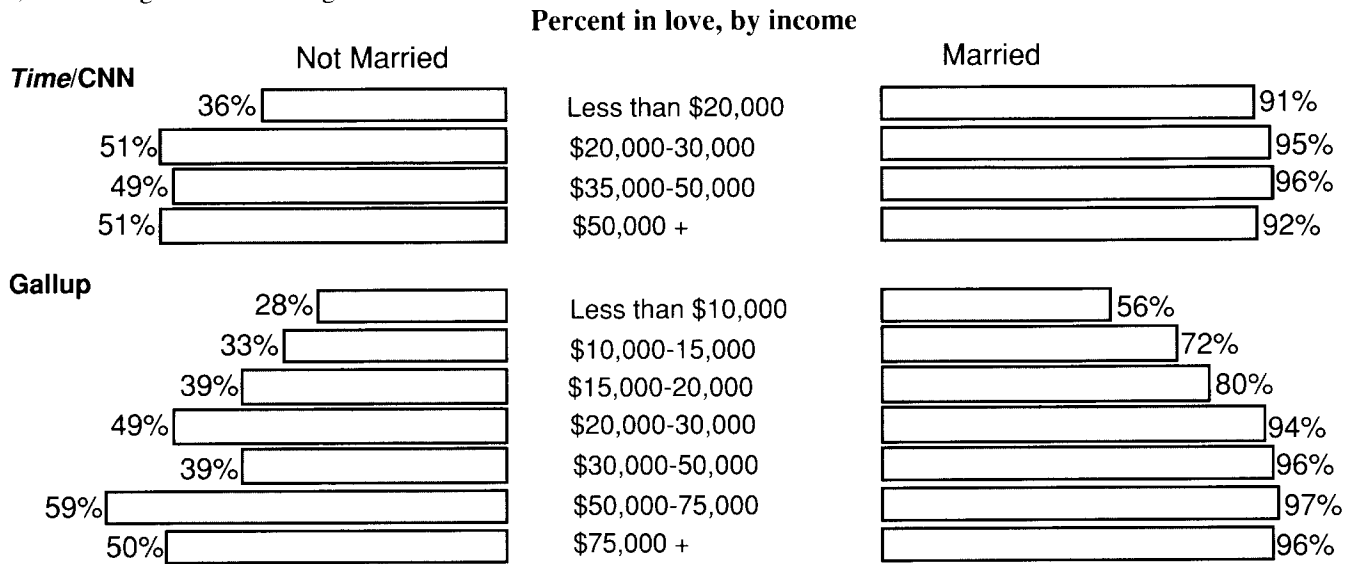 Percent in love, by income
Not Married
Married
Time/CNN
36% Less than $20,000 91%
51% $20,000-30,000 95%
49% $35,000-50,000 96%
51% $50,000 + 92%
Gallup
28% Less than $10,000 56%
33% $10,000-15,000 72%
39% $15,000-20,000 80%
49% $20,000-30,000 94%
39% $30,000-50,000 96%
59% $50,000-75,000 97%
50% $75,000 + 96%